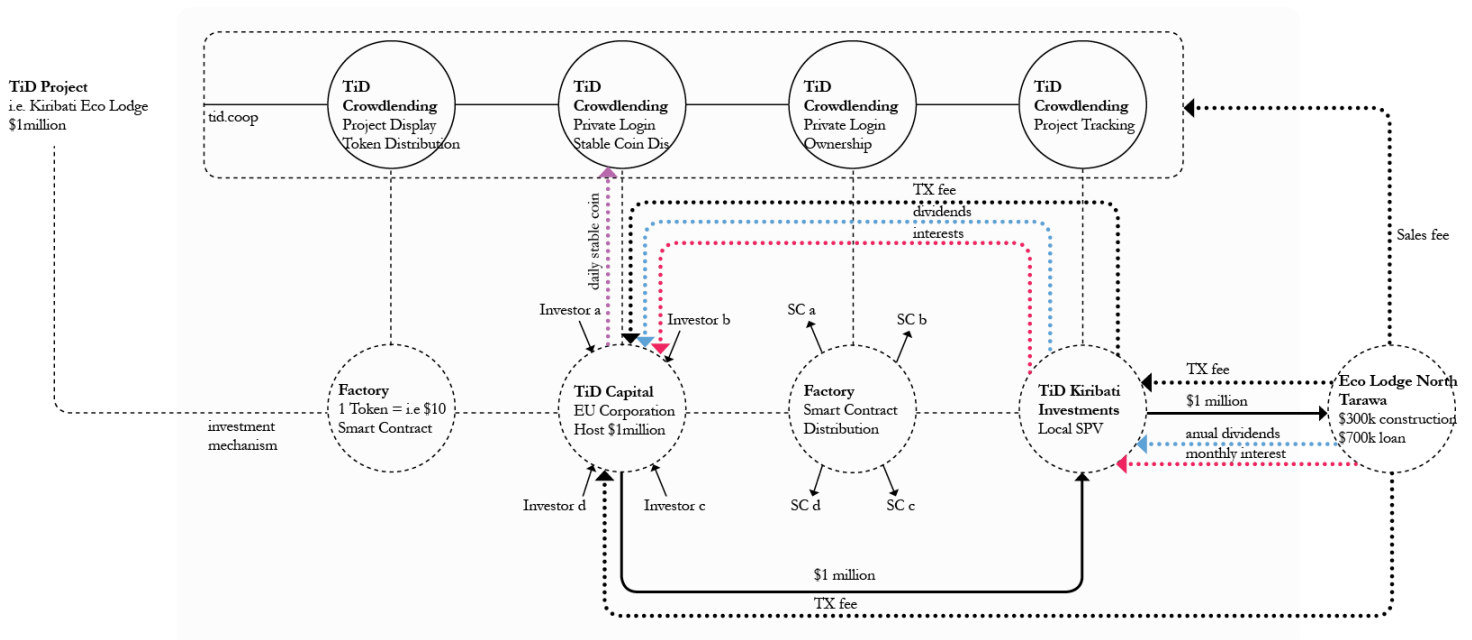 TiD Project
i.e. Kiribati Eco Lodge
$1million
tid.coop
TiD
Crowdlending
Project Display
Token Distribution
TiD
Crowdlending
Private Login
Stable Coin Dis
TiD
Crowdlending
Private Login
Ownership
TiD
Crowdlending
Project Tracking
TX fee
dividends
interests
daily stable coin
Sales fee
Investor a
Investor b
SC a
SC b
investment
mechanism
Factory
1 Token = i.e $10
Smart Contract
TiD Capital
EU Corporation
Host $1million
Factory
Smart Contract
Distribution
TiD Kiribati
Investments
Local SPV
TX fee
$1 million
anual dividends
monthly interest
Eco Lodge North
Tarawa
$300k construction
$700k loan
Investor d
Investor c
SC d
SC c
$1 million
TX fee